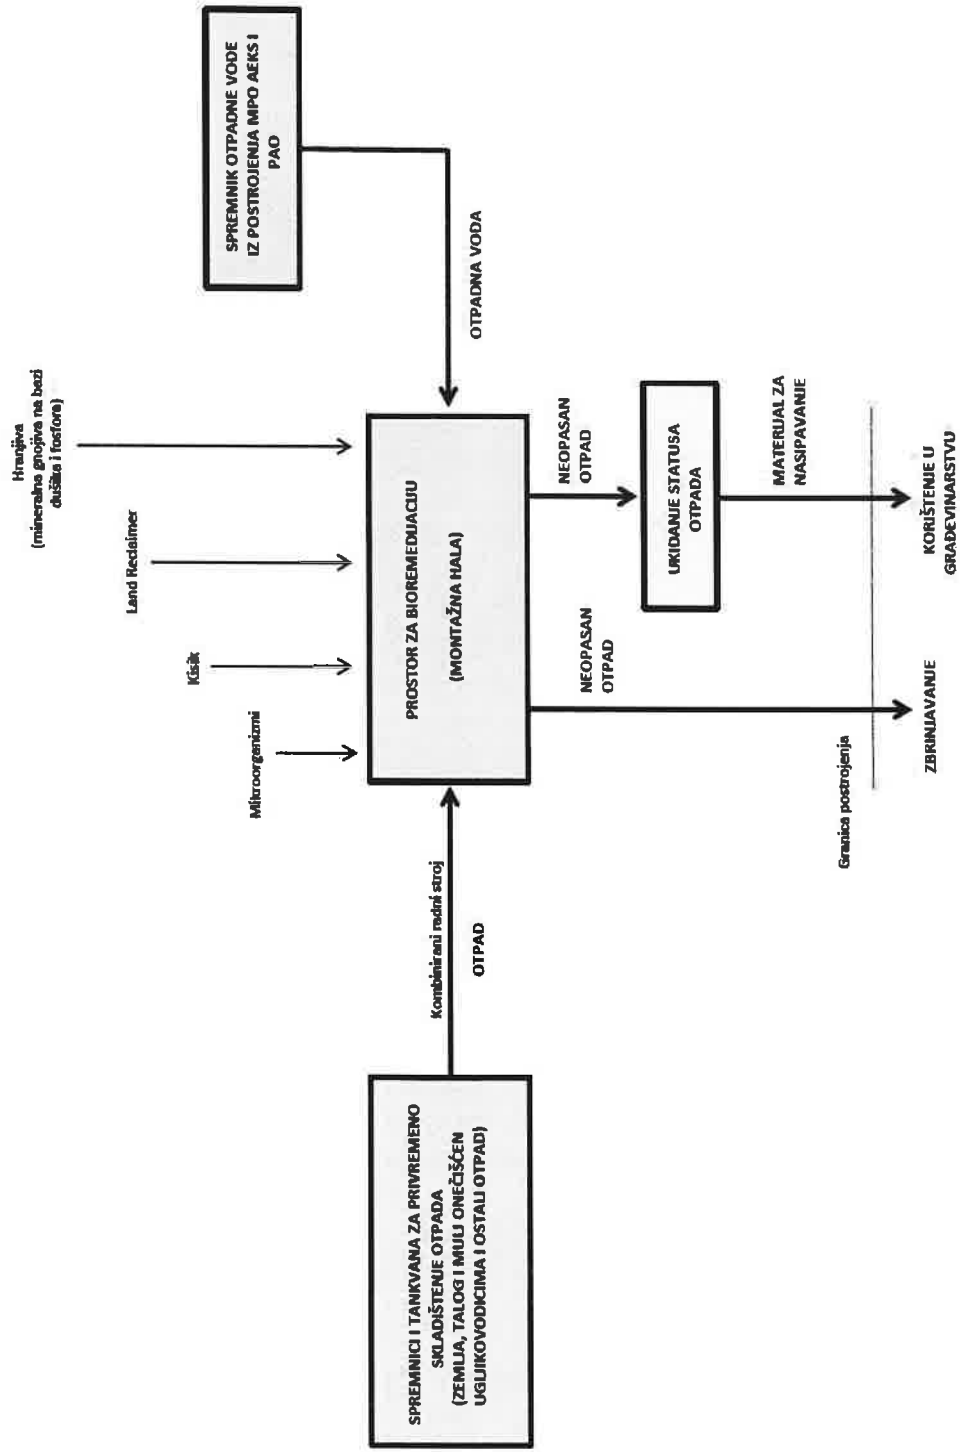 Hranjiva
(mineralna gnojiva na bazi
dušika i fosfora)
Land Reclaimer
Kisik
Mikroorganizmi
SPREMNIK OTPADNE VODE
IZ POSTROJENJA MPO AEKS I
PAO
OTPADNA VODA
PROSTOR ZA BIOREMEDIJACIJU
(MONTAŽNA HALA)
Kombinirani radni stroj
OTPAD
SPREMNICI I TANKVANA ZA PRIVREMENO
SKLADIŠTENJE OTPADA
(ZEMLJA, TALOG I MULJ ONEČIŠĆEN
UGLJIKOVODICIMA I OSTALI OTPAD)
NEOPASAN
OTPAD
NEOPASAN
OTPAD
UKIDANJE STATUSA
OTPADA
MATERIJAL ZA
NASIPAVANJE
Granica postrojenja
ZBRINJAVANJE
KORIŠTENJE U
GRAĐEVINARSTVU